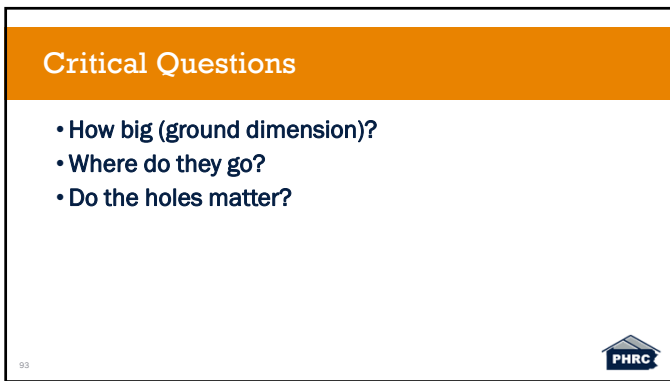 Critical Questions
• How big (ground dimension)?
• Where do they go?
• Do the holes matter?
93
PHRC